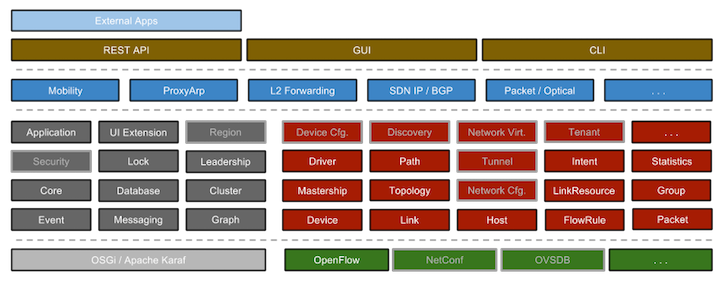 External Apps
REST API GUI CLI
Mobility ProxyArp L2 Forwarding SDN IP / BGP Packet / Optical . . .
Application UI Extension Region Device Cfg. Discovery Network Virt. Tenant . . .
Security Lock Leadership Driver Path Tunnel Intent Statistics
Core Database Cluster Mastership Topology Network Cfg. LinkResource Group
Event Messaging Graph Device Link Host FlowRule Packet
OSGi / Apache Karaf OpenFlow NetConf OVSDB . . .